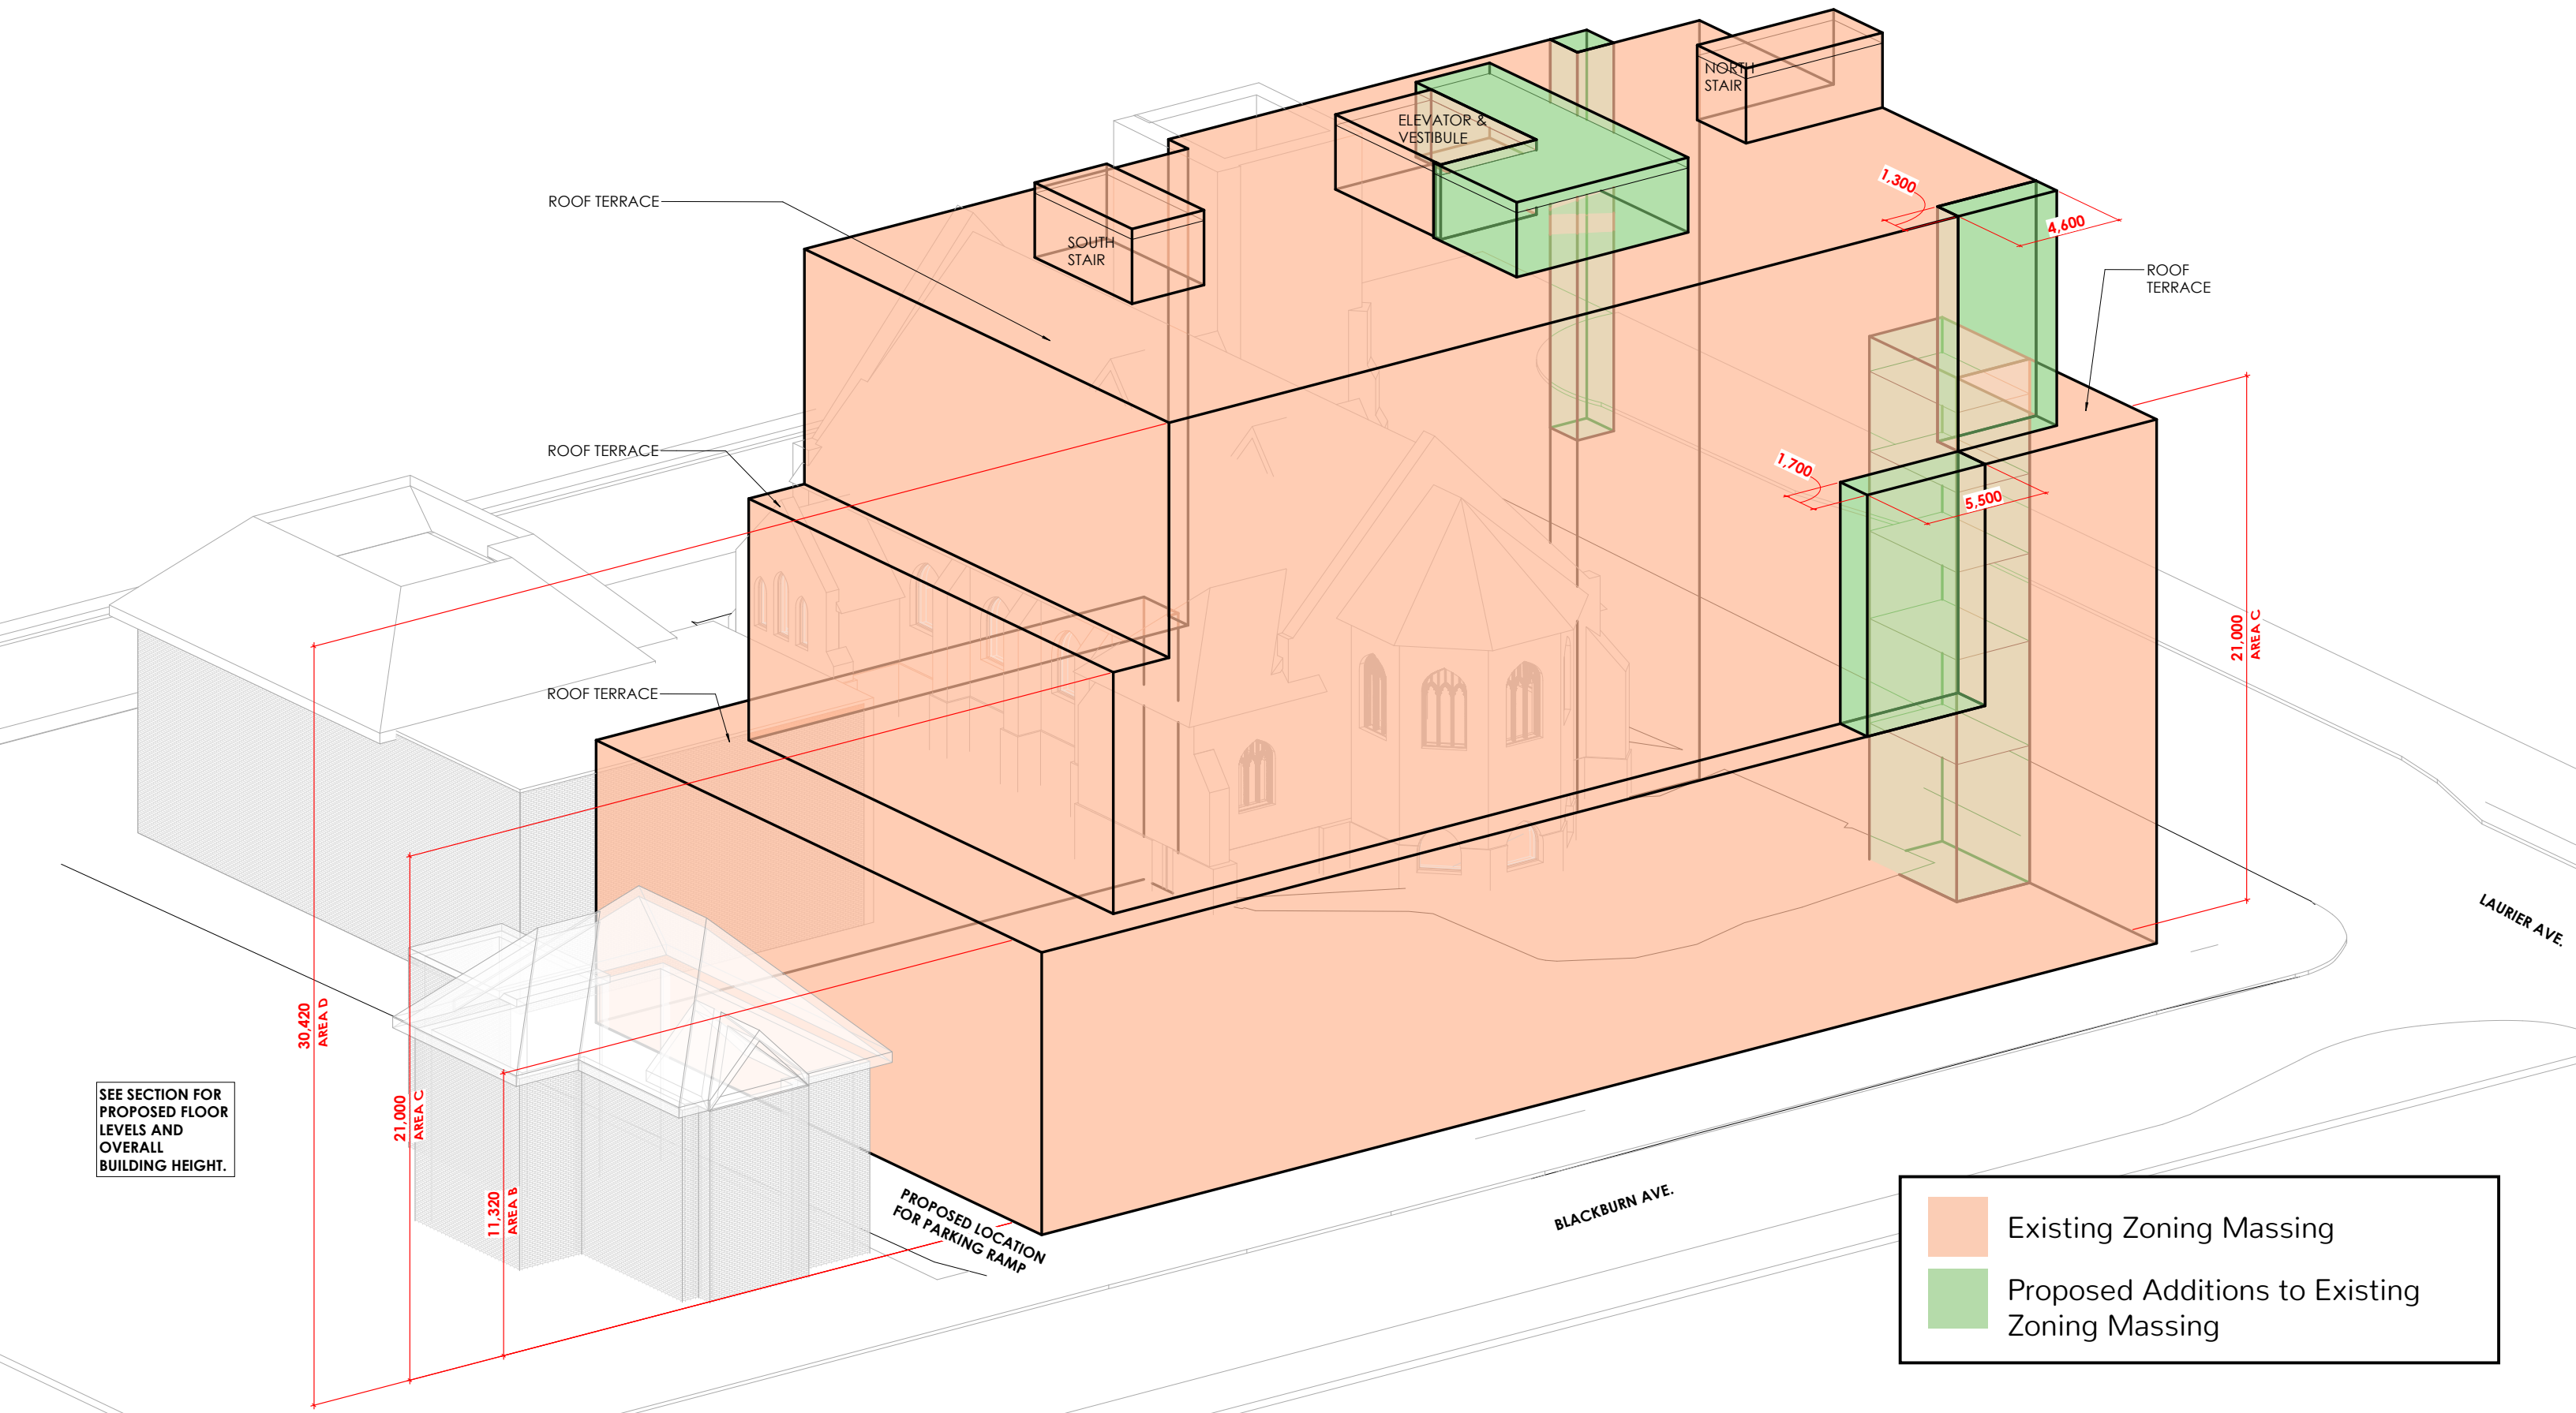 NORTH
STAIR
ELEVATOR &
VESTIBULE
1,300
4,600
ROOF TERRACE
SOUTH
STAIR
ROOF
TERRACE
ROOF TERRACE
1,700
5,500
21,000
AREA C
ROOF TERRACE
LAURIER AVE.
30,420
AREA D
21,000
AREA C
11,320
AREA B
SEE SECTION FOR
PROPOSED FLOOR
LEVELS AND
OVERALL
BUILDING HEIGHT.
PROPOSED LOCATION
FOR PARKING RAMP
BLACKBURN AVE.
Existing Zoning Massing
Proposed Additions to Existing
Zoning Massing